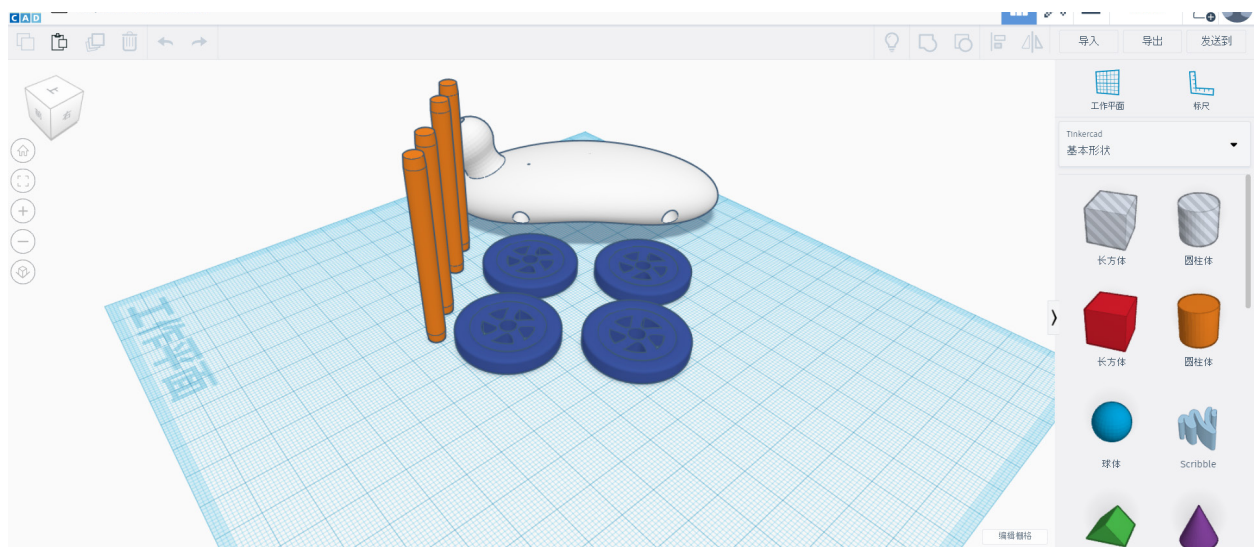 CAD
导入 导出 发送到
工作平面 标尺
Tinkercad
基本形状
长方体 圆柱体
长方体 圆柱体
球体 Scribble
工作平面
编辑栅格